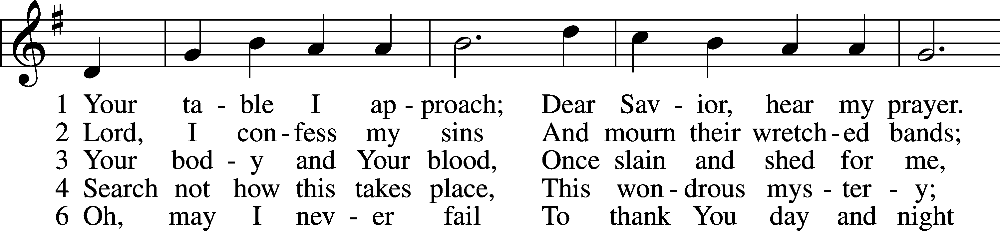 1 Your ta - ble I ap - proach; Dear Sav - ior, hear my prayer.
2 Lord, I con - fess my sins And mourn their wretch - ed bands;
3 Your bod - y and Your blood, Once slain and shed for me,
4 Search not how this takes place, This won - drous mys - ter - y;
6 Oh, may I nev - er fail To thank You day and night